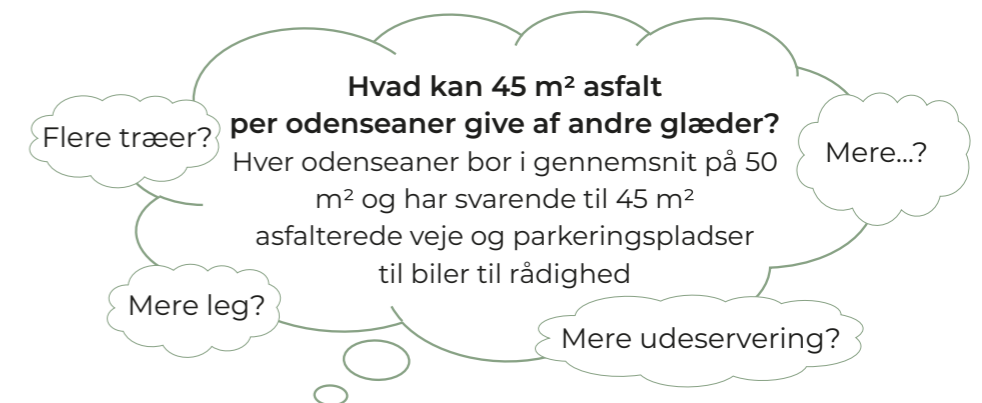 Hvad kan 45 m² asfalt
per odenseaner give af andre glæder?
Hver odenseaner bor i gennemsnit på 50
m² og har svarende til 45 m²
asfalterede veje og parkeringspladser
til biler til rådighed
Flere træer?
Mere...?
Mere leg?
Mere udeservering?